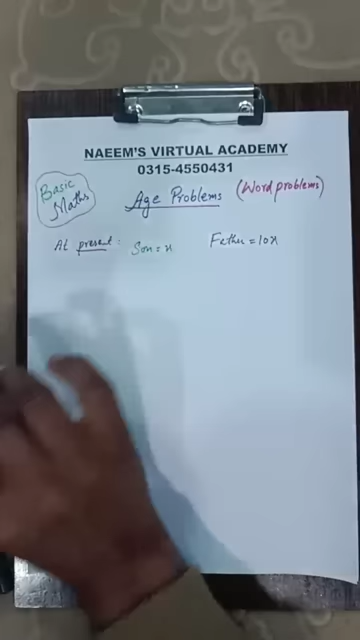 NAEEM'S VIRTUAL ACADEMY
0315-4550431
Basic Maths
Age Problems (Word problems)
At present : Son = x Father = 10x